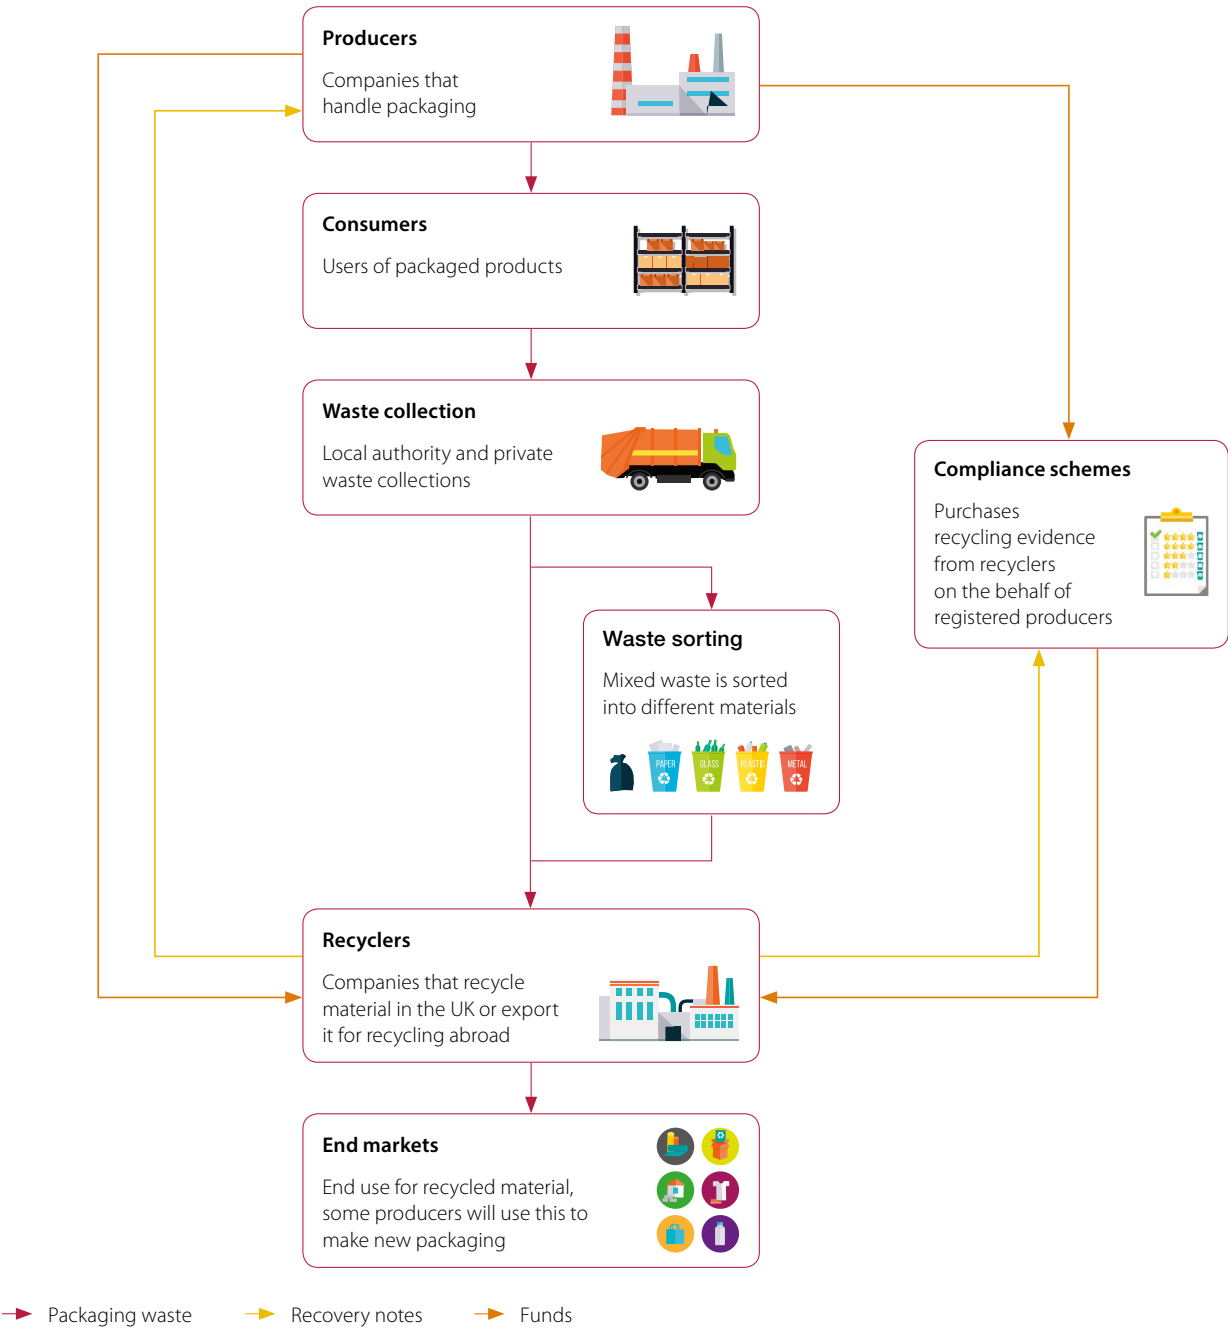 Producers
Companies that
handle packaging
Consumers
Users of packaged products
Waste collection
Local authority and private
waste collections
Compliance schemes
Purchases
recycling evidence
from recyclers
on the behalf of
registered producers
Waste sorting
Mixed waste is sorted
into different materials
PAPER
GLASS
PLASTIC
METAL
Recyclers
Companies that recycle
material in the UK or export
it for recycling abroad
End markets
End use for recycled material,
some producers will use this to
make new packaging
Packaging waste
Recovery notes
Funds